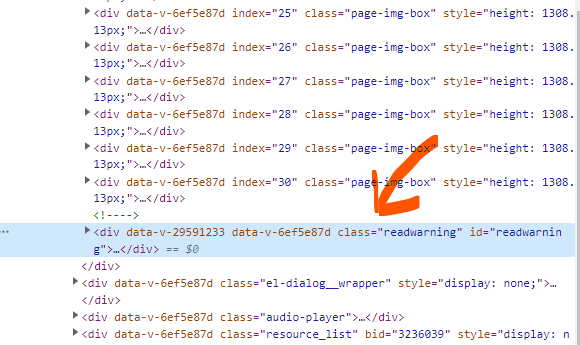 <div data-v-6ef5e87d index="25" class="page-img-box" style="height: 1308.
13px;">…</div>
<div data-v-6ef5e87d index="26" class="page-img-box" style="height: 1308.
13px;">…</div>
<div data-v-6ef5e87d index="27" class="page-img-box" style="height: 1308.
13px;">…</div>
<div data-v-6ef5e87d index="28" class="page-img-box" style="height: 1308.
13px;">…</div>
<div data-v-6ef5e87d index="29" class="page-img-box" style="height: 1308.
13px;">…</div>
<div data-v-6ef5e87d index="30" class="page-img-box" style="height: 1308.
13px;">…</div>
<!---->
<div data-v-29591233 data-v-6ef5e87d class="readwarning" id="readwarnin
g">…</div> == $0
</div>
<div data-v-6ef5e87d class="el-dialog__wrapper" style="display: none;">…
</div>
<div data-v-6ef5e87d class="audio-player">…</div>
<div data-v-6ef5e87d class="resource_list" bid="3236039" style="display: n